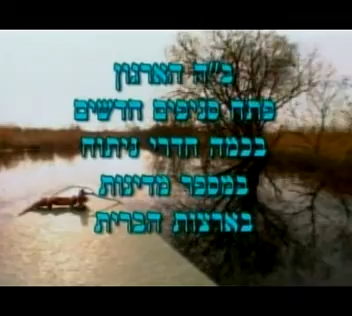 ב"ה הארגון
פתח סניפים חדשים
בכמה חדרי ניתוח
במספר מדינות
בארצות הברית